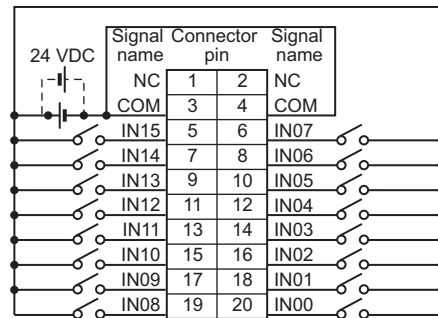 Signal name Connector pin Signal name
24 VDC
NC 1 2 NC
COM 3 4 COM
IN15 5 6 IN07
IN14 7 8 IN06
IN13 9 10 IN05
IN12 11 12 IN04
IN11 13 14 IN03
IN10 15 16 IN02
IN09 17 18 IN01
IN08 19 20 IN00